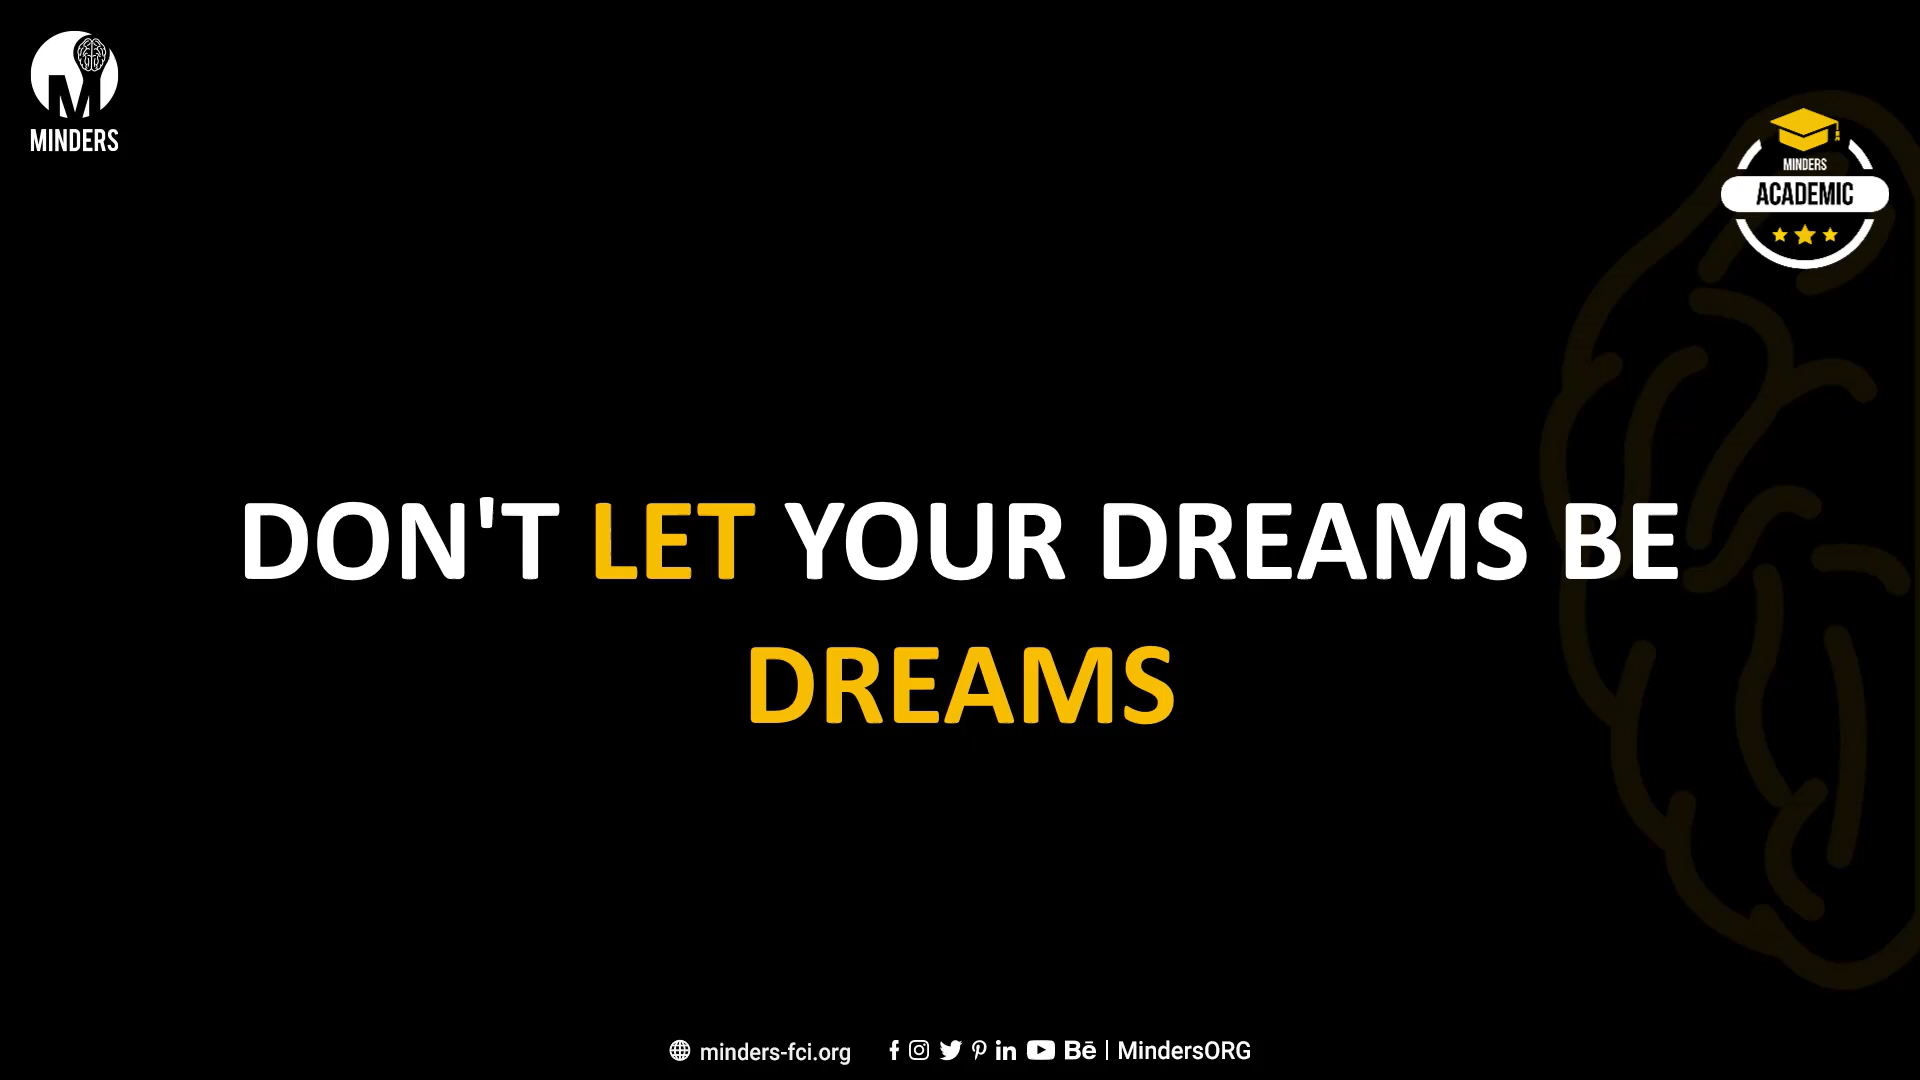 MINDERS
MINDERS
ACADEMIC
DON'T LET YOUR DREAMS BE
DREAMS
minders-fci.org Bē | MindersORG